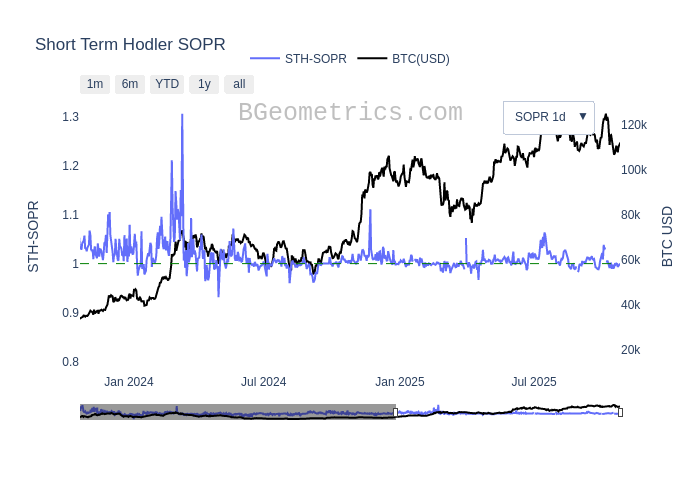 Short Term Hodler SOPR
STH-SOPR BTC(USD)
1m 6m YTD 1y all
BGeometrics.com
SOPR 1d ▼
1.3
1.2
1.1
1
0.9
0.8
STH-SOPR
120k
100k
80k
60k
40k
20k
BTC USD
Jan 2024 Jul 2024 Jan 2025 Jul 2025